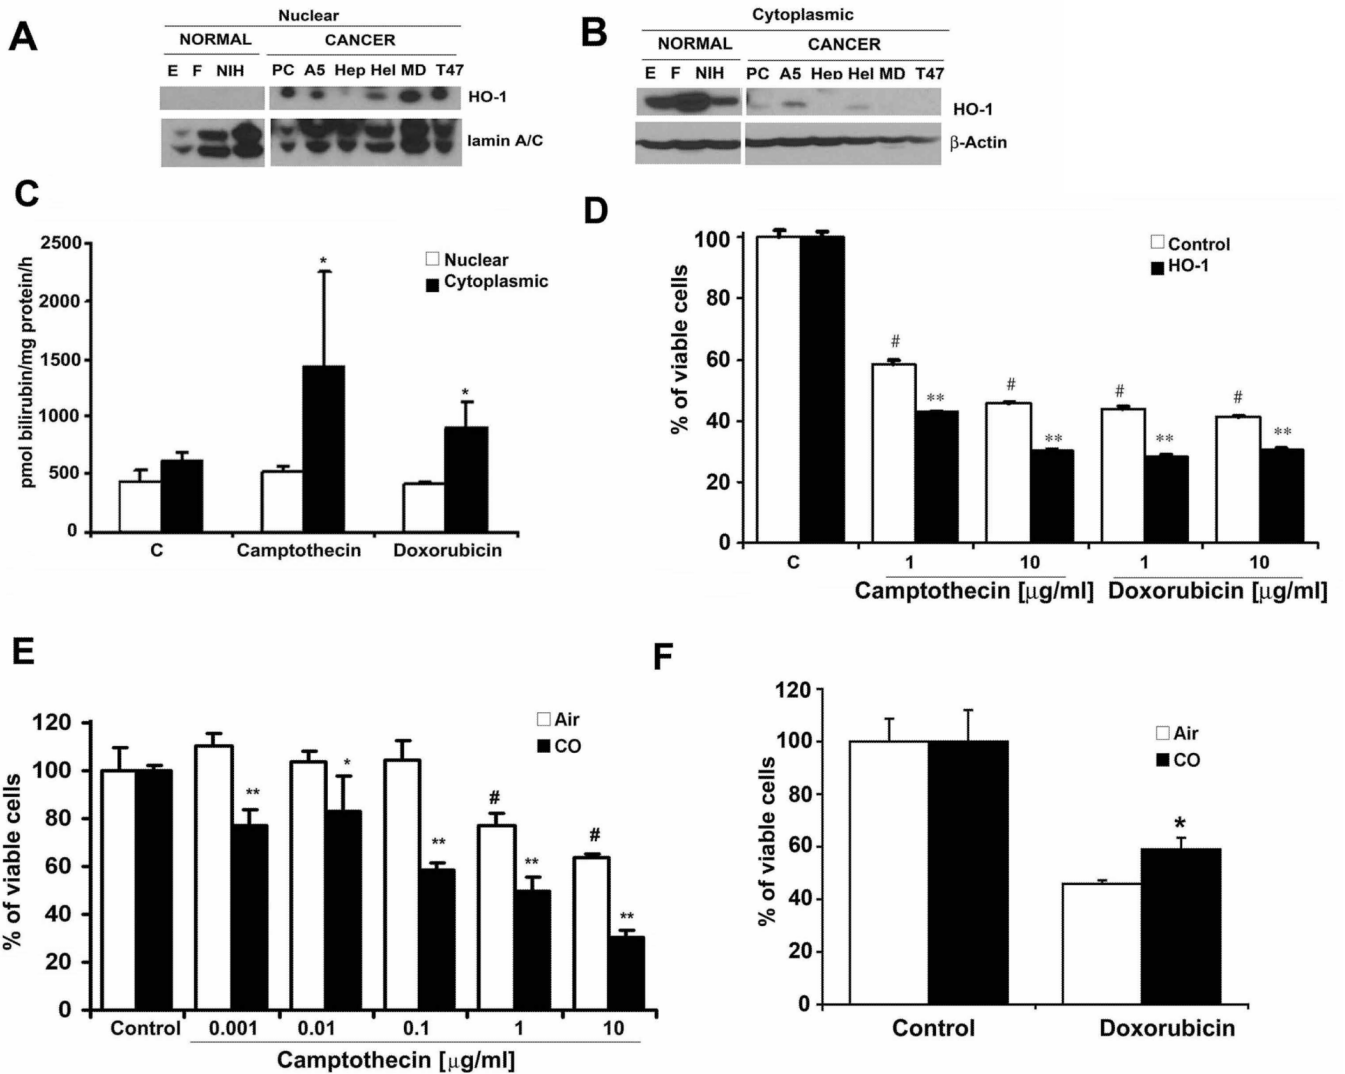 A
Nuclear
NORMAL CANCER
E F NIH PC A5 Hep Hel MD T47
HO-1
lamin A/C
B
Cytoplasmic
NORMAL CANCER
E F NIH PC A5 Hep Hel MD T47
HO-1
β-Actin
C
pmol bilirubin/mg protein/h
2500
2000
1500
1000
500
0
Nuclear
Cytoplasmic
*
*
C Camptothecin Doxorubicin
D
% of viable cells
100
80
60
40
20
0
Control
HO-1
# ** # ** # ** # **
C 1 10 1 10
Camptothecin [μg/ml] Doxorubicin [μg/ml]
E
% of viable cells
120
100
80
60
40
20
0
Air
CO
** * ** # ** # **
Control 0.001 0.01 0.1 1 10
Camptothecin [μg/ml]
F
% of viable cells
120
100
80
60
40
20
0
Air
CO
*
Control Doxorubicin